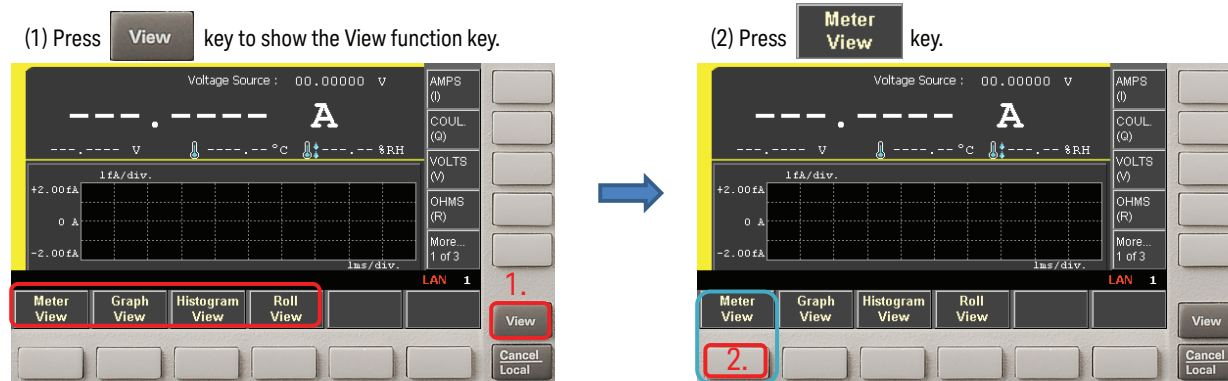 (1) Press View key to show the View function key.
Voltage Source : 00.00000 V
---.---- A
---.---- V ----.-- °C ---.-- %RH
1fA/div.
+2.00fA
0 A
-2.00fA
1ms/div.
AMPS
(I)
COUL.
(Q)
VOLTS
(V)
OHMS
(R)
More...
1 of 3
LAN 1
1.
Meter
View
Graph
View
Histogram
View
Roll
View
View
Cancel
Local
(2) Press Meter View key.
Voltage Source : 00.00000 V
---.---- A
---.---- V ----.-- °C ---.-- %RH
1fA/div.
+2.00fA
0 A
-2.00fA
1ms/div.
AMPS
(I)
COUL.
(Q)
VOLTS
(V)
OHMS
(R)
More...
1 of 3
LAN 1
Meter
View
Graph
View
Histogram
View
Roll
View
2.
View
Cancel
Local